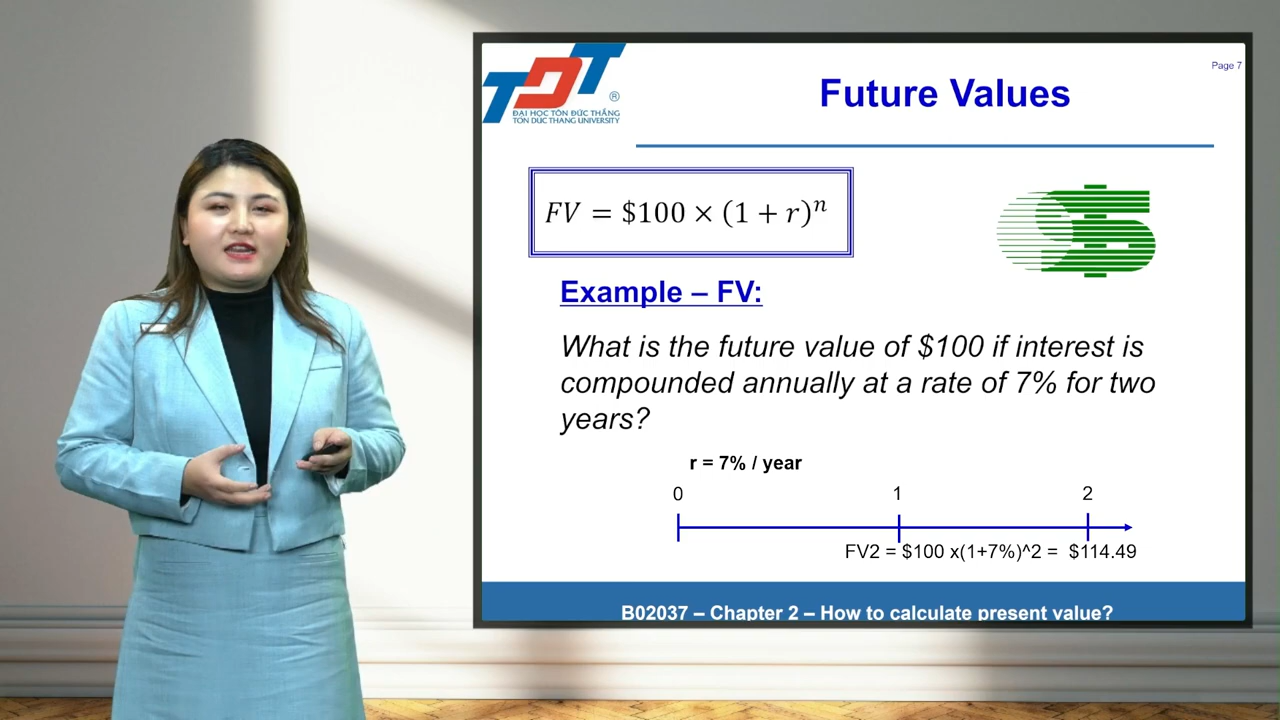 TDT
®
ĐẠI HỌC TÔN ĐỨC THẮNG
TON DUC THANG UNIVERSITY
Page 7
Future Values
FV = $100 × (1 + r)ⁿ
$
Example – FV:
What is the future value of $100 if interest is
compounded annually at a rate of 7% for two
years?
r = 7% / year
0 1 2
FV2 = $100 x(1+7%)^2 = $114.49
B02037 – Chapter 2 – How to calculate present value?